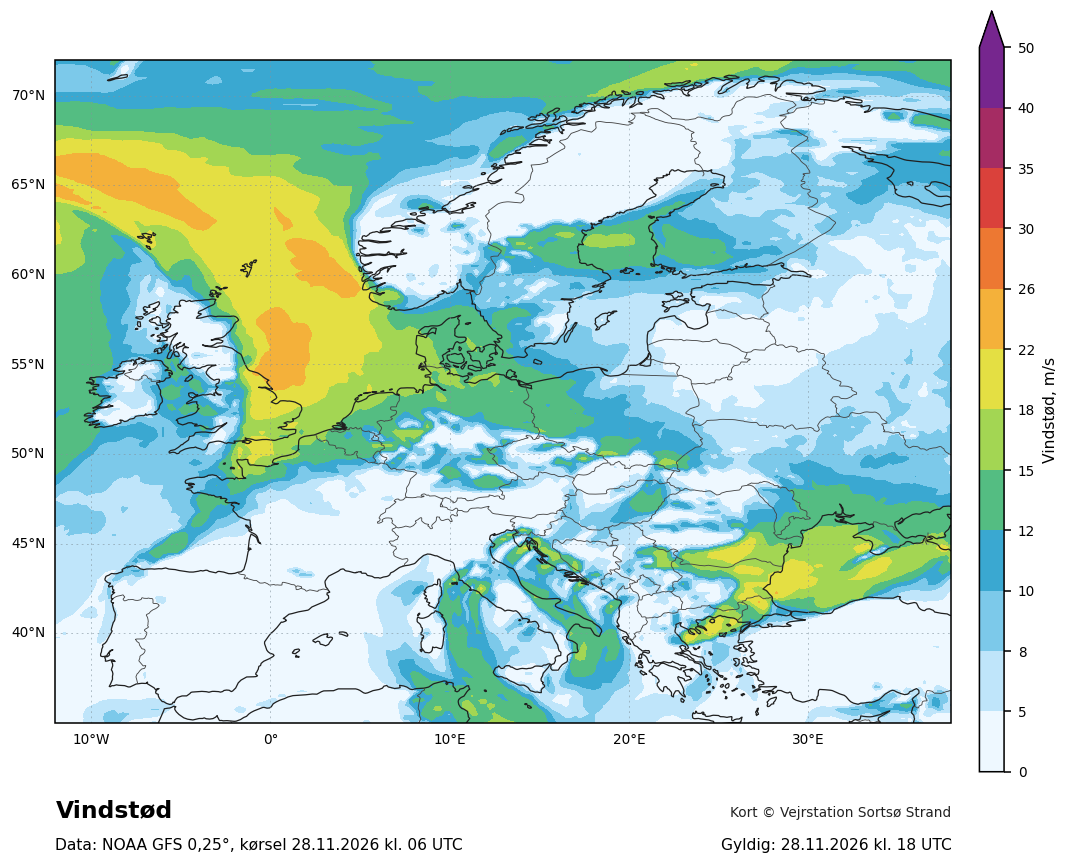 50
40
35
30
26
22
18
15
12
10
8
5
0
Vindstød, m/s
70°N
65°N
60°N
55°N
50°N
45°N
40°N
10°W
0°
10°E
20°E
30°E
Vindstød
Kort © Vejrstation Sortsø Strand
Data: NOAA GFS 0,25°, kørsel 28.11.2026 kl. 06 UTC
Gyldig: 28.11.2026 kl. 18 UTC